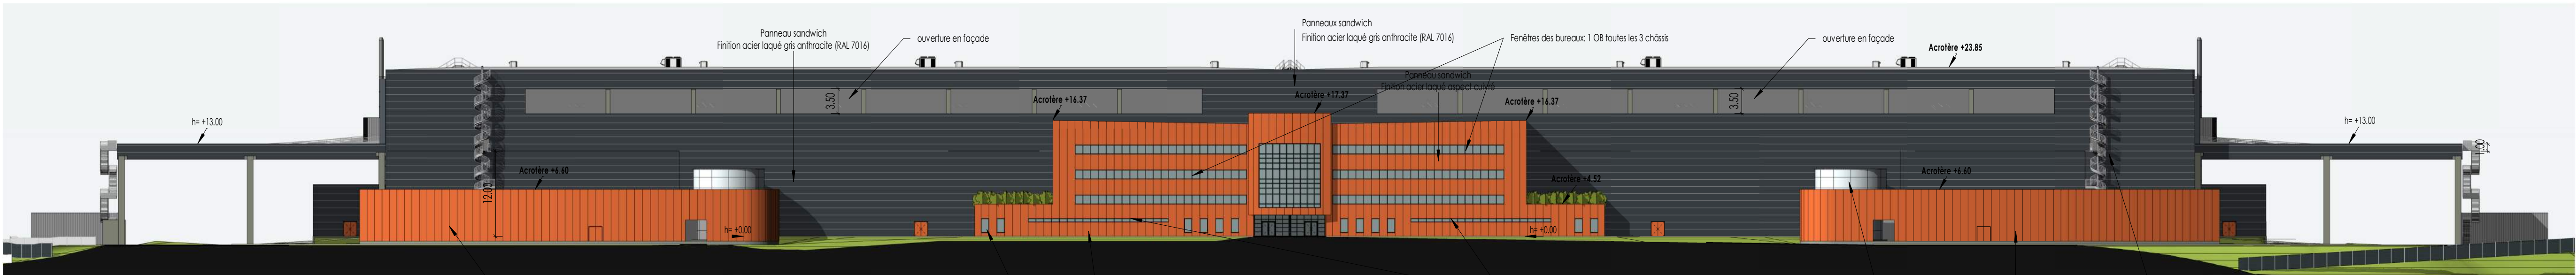 Panneaux sandwich
Finition acier laqué gris anthracite (RAL 7016)
Panneau sandwich
Finition acier laqué gris anthracite (RAL 7016)
ouverture en façade
Fenêtres des bureaux: 1 OB toutes les 3 châssis
ouverture en façade
Acrotère +23.85
Panneau sandwich
Finition acier laqué aspect cuivré
3.50
Acrotère +16.37
Acrotère +17.37
Acrotère +16.37
3.50
h= +13.00
h= +13.00
1.00
Acrotère +6.60
12.00
Acrotère +4.52
Acrotère +6.60
h= +0.00
h= +0.00